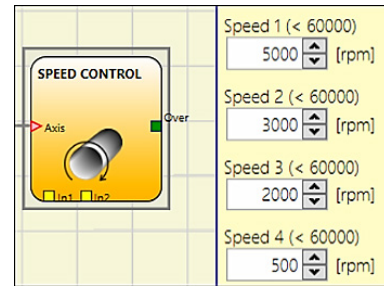 SPEED CONTROL
Axis
Over
In1 In2
Speed 1 (< 60000)
5000 [rpm]
Speed 2 (< 60000)
3000 [rpm]
Speed 3 (< 60000)
2000 [rpm]
Speed 4 (< 60000)
500 [rpm]